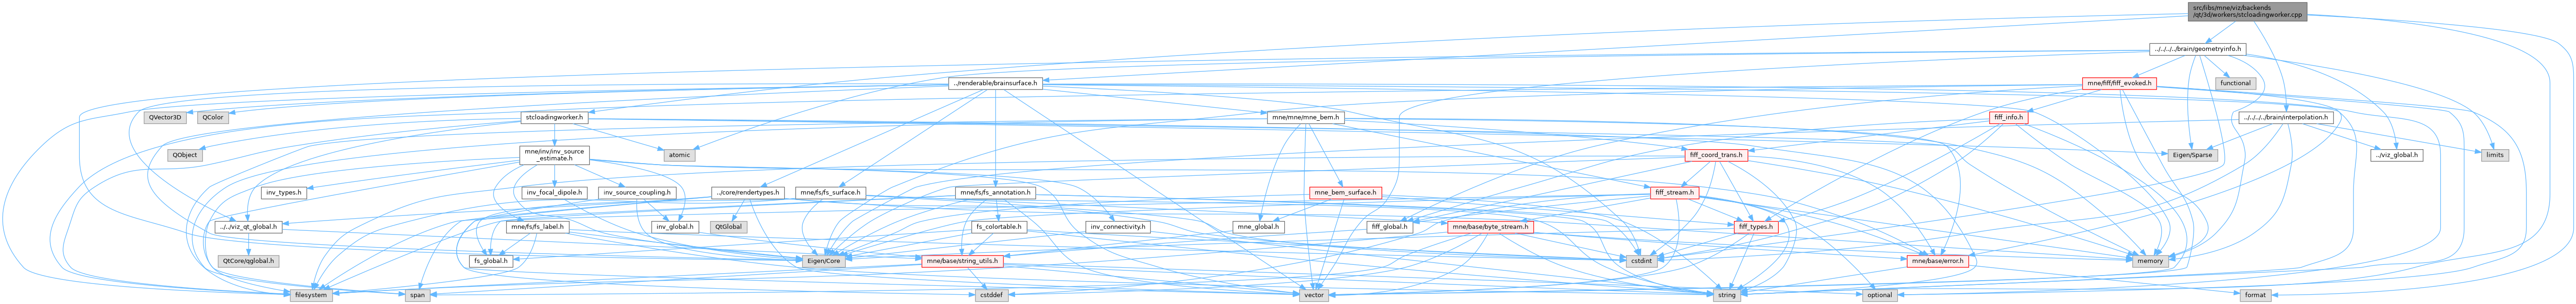 src/libs/mne/viz/backends
/qt/3d/workers/stcloadingworker.cpp
../../../../brain/geometryinfo.h
../renderable/brainsurface.h
functional
mne/fiff/fiff_evoked.h
QVector3D
QColor
stcloadingworker.h
mne/mne/mne_bem.h
fiff_info.h
../../../../brain/interpolation.h
QObject
atomic
mne/inv/inv_source
_estimate.h
fiff_coord_trans.h
Eigen/Sparse
../viz_global.h
limits
inv_types.h
inv_focal_dipole.h
inv_source_coupling.h
../core/rendertypes.h
mne/fs/fs_surface.h
mne/fs/fs_annotation.h
mne_bem_surface.h
fiff_stream.h
../../viz_qt_global.h
mne/fs/fs_label.h
inv_global.h
QtGlobal
fs_colortable.h
inv_connectivity.h
mne_global.h
mne/base/byte_stream.h
fiff_global.h
fiff_types.h
QtCore/qglobal.h
fs_global.h
Eigen/Core
mne/base/string_utils.h
cstdint
mne/base/error.h
memory
filesystem
span
cstddef
vector
string
optional
format